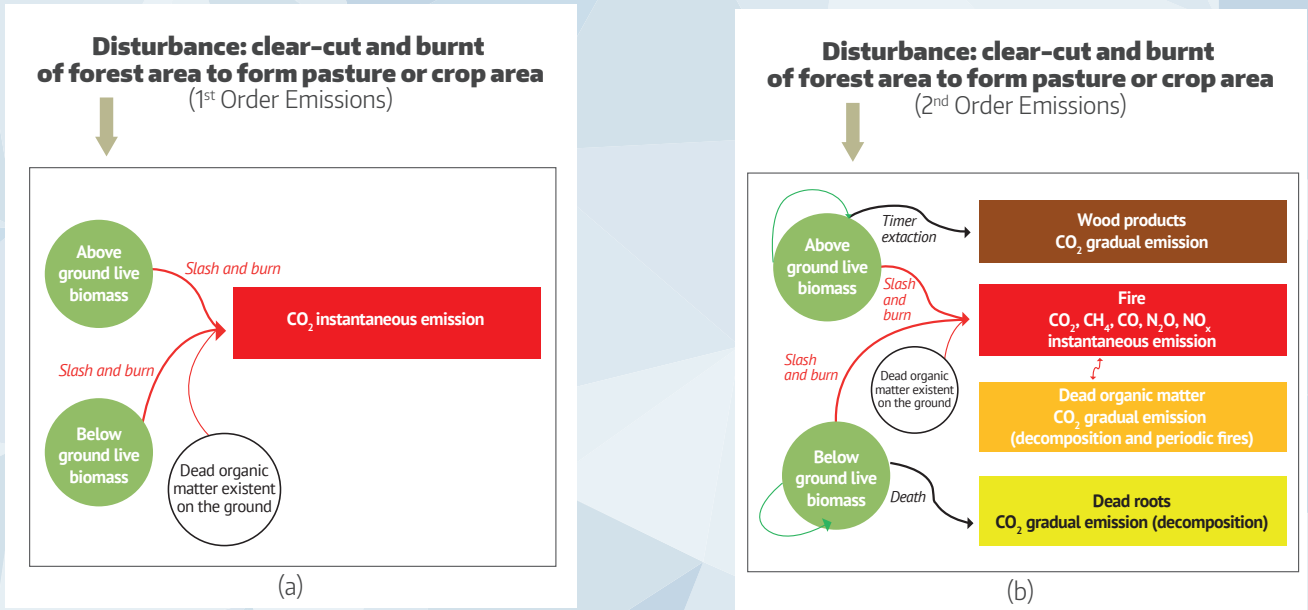 Disturbance: clear-cut and burnt
of forest area to form pasture or crop area
(1st Order Emissions)
Above
ground live
biomass
Slash and burn
CO2 instantaneous emission
Slash and burn
Below
ground live
biomass
Dead organic
matter existent
on the ground
(a)
Disturbance: clear-cut and burnt
of forest area to form pasture or crop area
(2nd Order Emissions)
Above
ground live
biomass
Timer
extaction
Wood products
CO2 gradual emission
Slash
and
burn
Fire
CO2, CH4, CO, N2O, NOx
instantaneous emission
Slash
and burn
Dead organic
matter existent
on the ground
Dead organic matter
CO2 gradual emission
(decomposition and periodic fires)
Below
ground live
biomass
Death
Dead roots
CO2 gradual emission (decomposition)
(b)